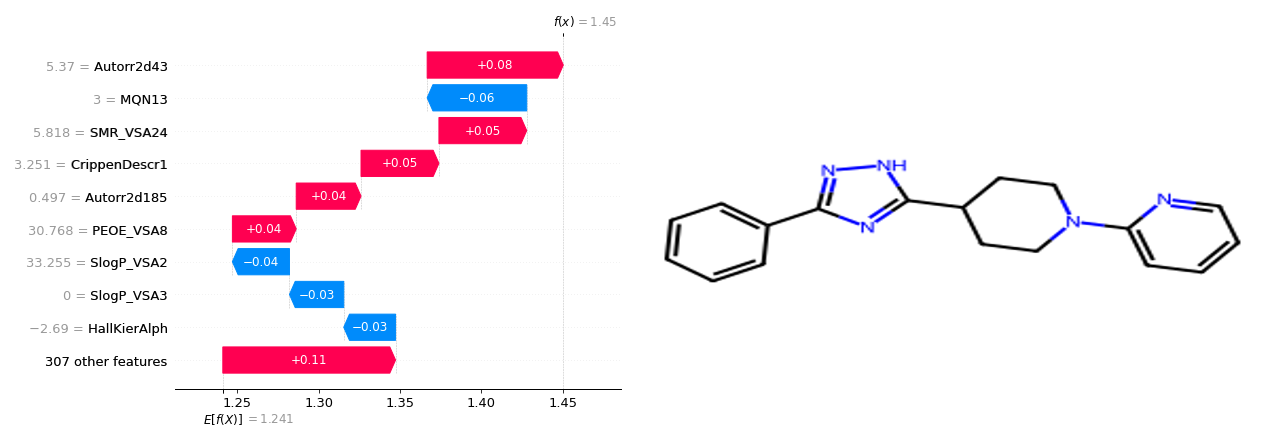 f(x) = 1.45
5.37 = Autorr2d43 +0.08
3 = MQN13 −0.06
5.818 = SMR_VSA24 +0.05
3.251 = CrippenDescr1 +0.05
0.497 = Autorr2d185 +0.04
30.768 = PEOE_VSA8 +0.04
33.255 = SlogP_VSA2 −0.04
0 = SlogP_VSA3 −0.03
−2.69 = HallKierAlph −0.03
307 other features +0.11
1.25 1.30 1.35 1.40 1.45
E[f(X)] = 1.241
N NH
N
N
N